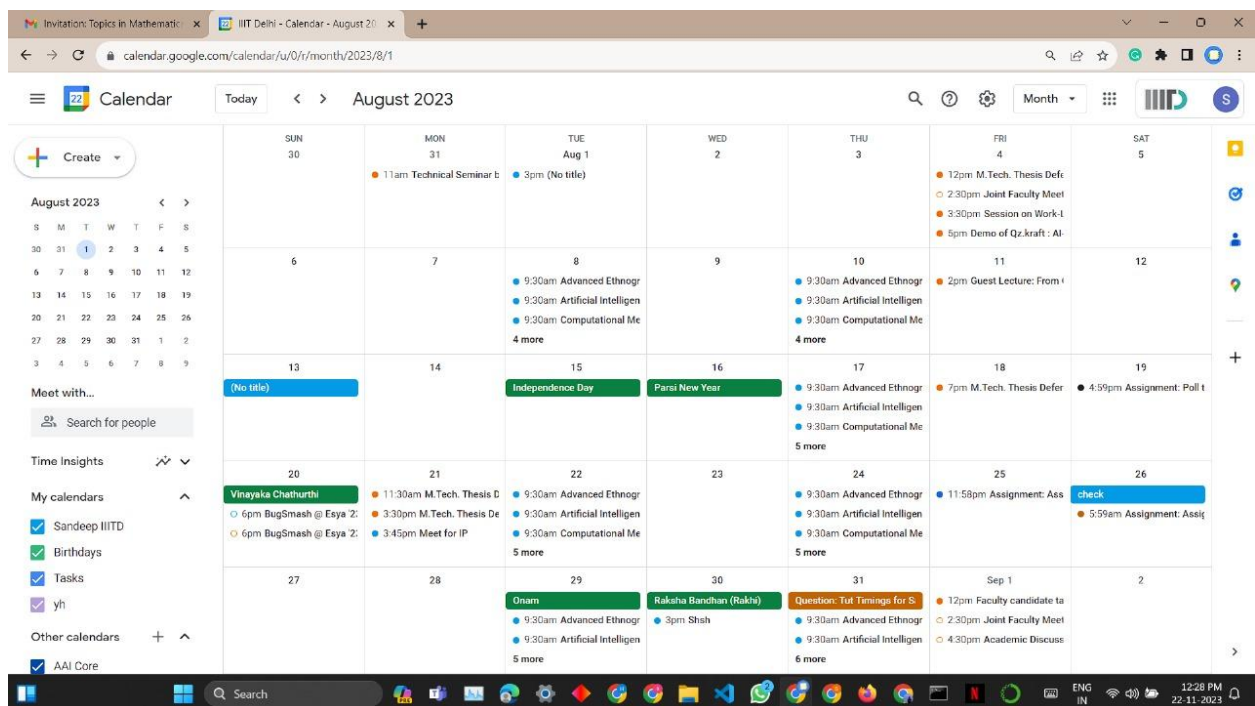 Invitation: Topics in Mathematic
IIIT Delhi - Calendar - August 20
calendar.google.com/calendar/u/0/r/month/2023/8/1
22 Calendar Today August 2023 Month S
Create
August 2023
S M T W T F S
30 31 1 2 3 4 5
6 7 8 9 10 11 12
13 14 15 16 17 18 19
20 21 22 23 24 25 26
27 28 29 30 31 1 2
3 4 5 6 7 8 9
Meet with...
Search for people
Time Insights
My calendars
Sandeep IIITD
Birthdays
Tasks
yh
Other calendars
AAI Core
SUN MON TUE WED THU FRI SAT
30 31 Aug 1 2 3 4 5
11am Technical Seminar b
3pm (No title)
12pm M.Tech. Thesis Defe
2:30pm Joint Faculty Meet
3:30pm Session on Work-L
5pm Demo of Qz.kraft : AI-
6 7 8 9 10 11 12
9:30am Advanced Ethnogr
9:30am Artificial Intelligen
9:30am Computational Me
4 more
9:30am Advanced Ethnogr
9:30am Artificial Intelligen
9:30am Computational Me
4 more
2pm Guest Lecture: From
13 14 15 16 17 18 19
(No title)
Independence Day
Parsi New Year
9:30am Advanced Ethnogr
9:30am Artificial Intelligen
9:30am Computational Me
5 more
7pm M.Tech. Thesis Defer
4:59pm Assignment: Poll t
20 21 22 23 24 25 26
Vinayaka Chathurthi
6pm BugSmash @ Esya '2
6pm BugSmash @ Esya '2
11:30am M.Tech. Thesis D
3:30pm M.Tech. Thesis De
3:45pm Meet for IP
9:30am Advanced Ethnogr
9:30am Artificial Intelligen
9:30am Computational Me
5 more
9:30am Advanced Ethnogr
9:30am Artificial Intelligen
9:30am Computational Me
5 more
11:58pm Assignment: Ass
check
5:59am Assignment: Assig
27 28 29 30 31 Sep 1 2
Onam
9:30am Advanced Ethnogr
9:30am Artificial Intelligen
5 more
Raksha Bandhan (Rakhi)
3pm Shsh
Question: Tut Timings for S
9:30am Advanced Ethnogr
9:30am Artificial Intelligen
6 more
12pm Faculty candidate ta
2:30pm Joint Faculty Meet
4:30pm Academic Discuss
Search
ENG
IN
12:28 PM
22-11-2023